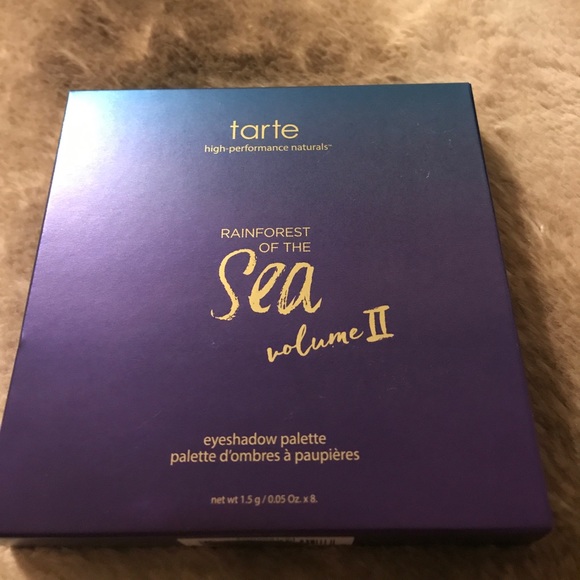 tarte
high-performance naturals™
RAINFOREST
OF THE
Sea
volume II
eyeshadow palette
palette d'ombres à paupières
net wt 1.5 g / 0.05 Oz. x 8.